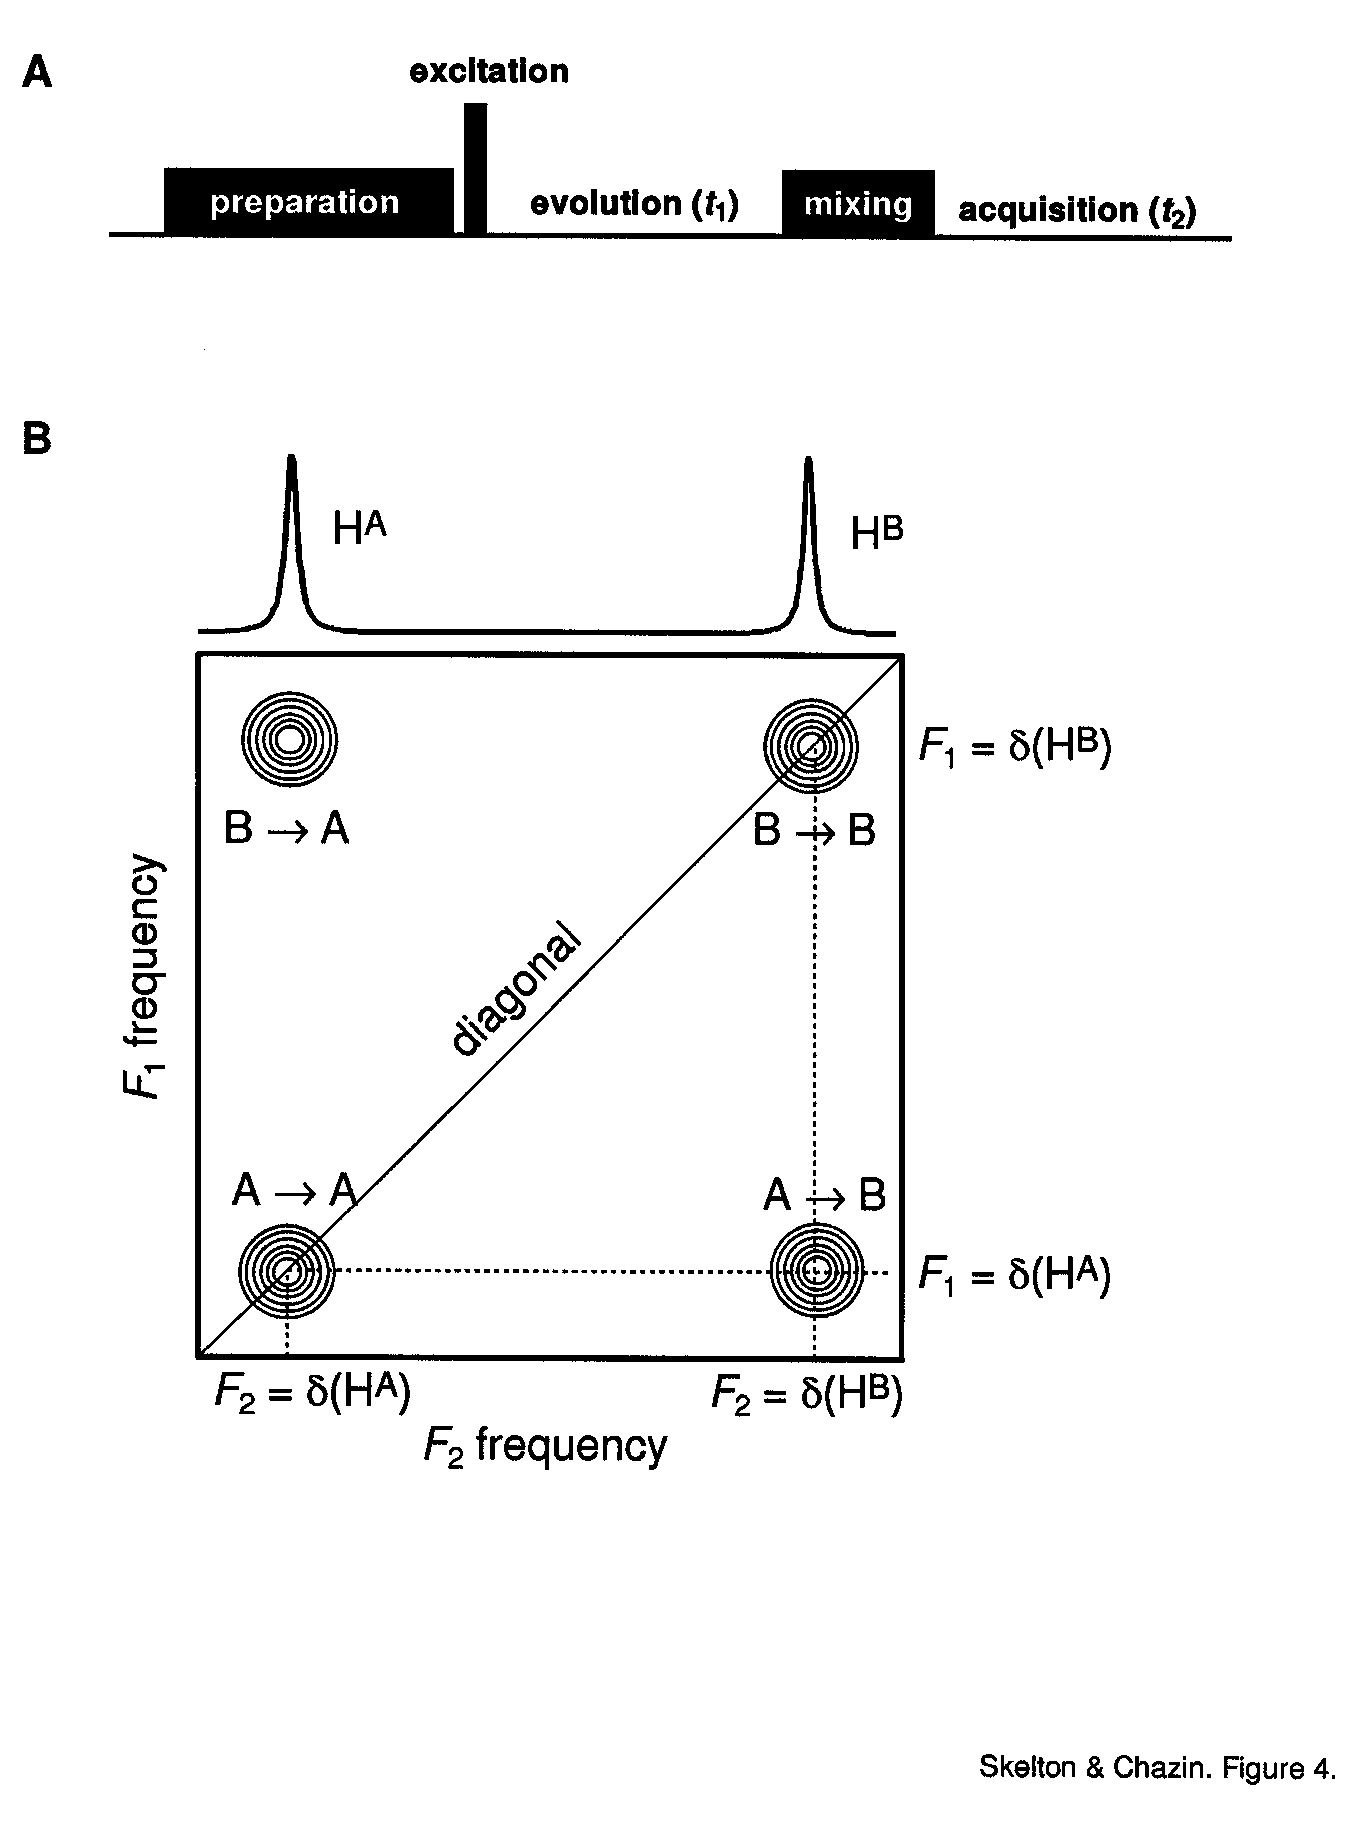 A
excitation
preparation
evolution (t1)
mixing
acquisition (t2)
B
HA
HB
F1 = δ(HB)
B → A
B → B
diagonal
F1 frequency
A → A
A → B
F1 = δ(HA)
F2 = δ(HA)
F2 = δ(HB)
F2 frequency
Skelton & Chazin. Figure 4.